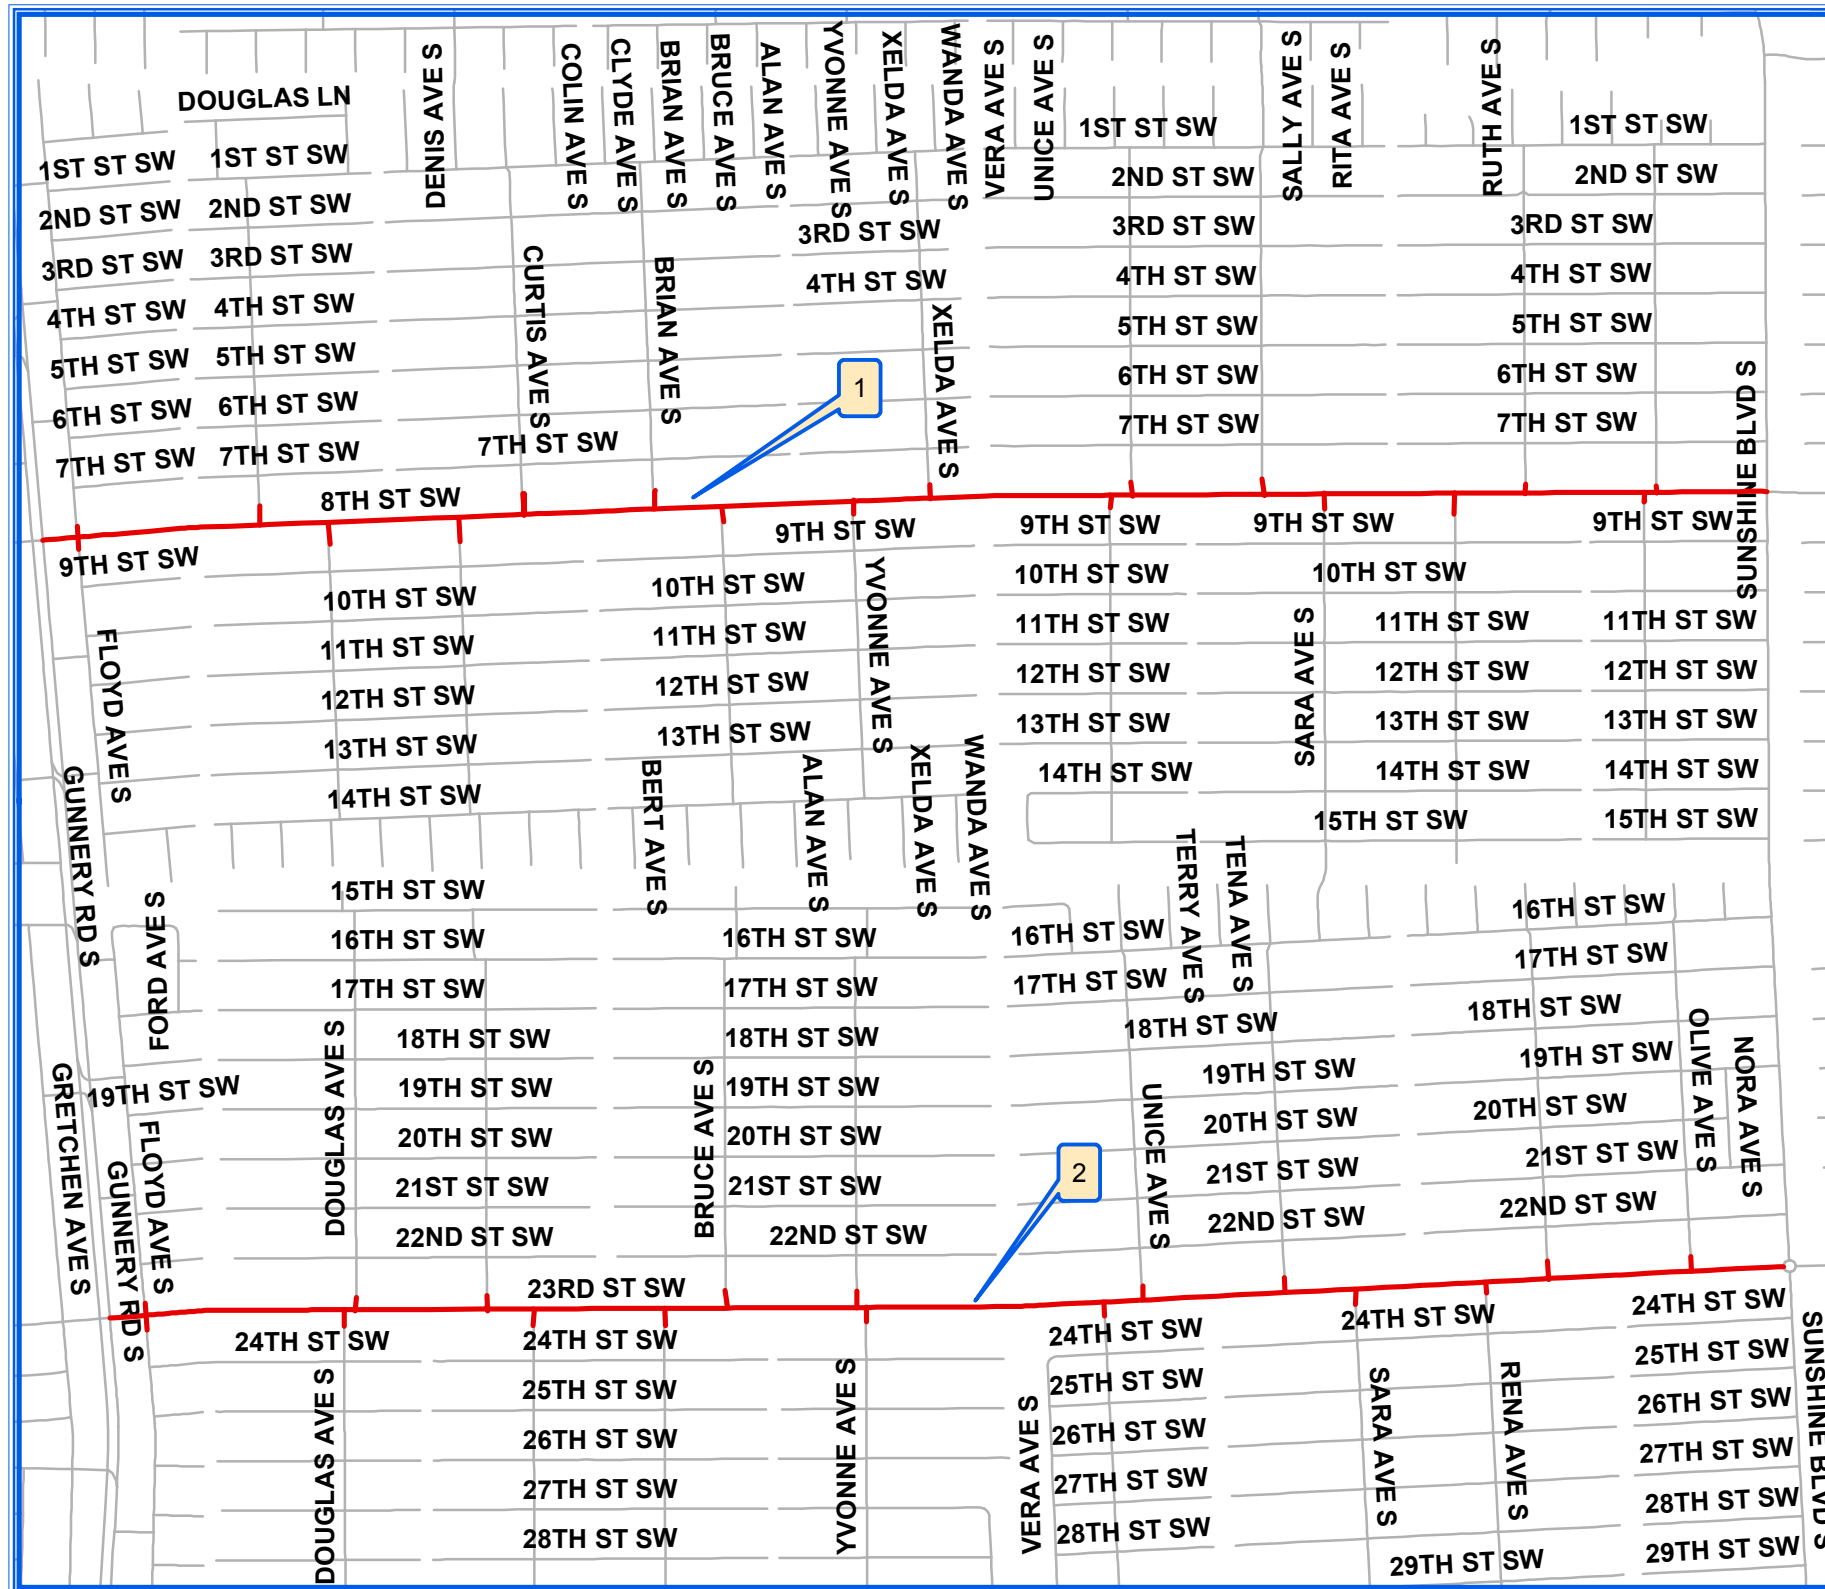 DOUGLAS LN
DENIS AVE S
COLIN AVE S
CLYDE AVE S
BRIAN AVE S
BRUCE AVE S
ALAN AVE S
YVONNE AVE S
XELDA AVE S
WANDA AVE S
VERA AVE S
UNICE AVE S
SALLY AVE S
RITA AVE S
RUTH AVE S
1ST ST SW
1ST ST SW
1ST ST SW
1ST ST SW
2ND ST SW
2ND ST SW
2ND ST SW
2ND ST SW
3RD ST SW
3RD ST SW
3RD ST SW
3RD ST SW
3RD ST SW
4TH ST SW
4TH ST SW
4TH ST SW
4TH ST SW
4TH ST SW
CURTIS AVE S
BRIAN AVE S
XELDA AVE S
5TH ST SW
5TH ST SW
5TH ST SW
5TH ST SW
6TH ST SW
6TH ST SW
6TH ST SW
6TH ST SW
SUNSHINE BLVD S
1
7TH ST SW
7TH ST SW
7TH ST SW
7TH ST SW
7TH ST SW
8TH ST SW
9TH ST SW
9TH ST SW
9TH ST SW
9TH ST SW
9TH ST SW
10TH ST SW
10TH ST SW
10TH ST SW
10TH ST SW
YVONNE AVE S
FLOYD AVE S
SARA AVE S
11TH ST SW
11TH ST SW
11TH ST SW
11TH ST SW
11TH ST SW
12TH ST SW
12TH ST SW
12TH ST SW
12TH ST SW
12TH ST SW
13TH ST SW
13TH ST SW
13TH ST SW
13TH ST SW
13TH ST SW
14TH ST SW
14TH ST SW
14TH ST SW
14TH ST SW
GUNNERY RD S
BERT AVE S
ALAN AVE S
XELDA AVE S
WANDA AVE S
15TH ST SW
15TH ST SW
15TH ST SW
TERRY AVE S
TENA AVE S
FORD AVE S
16TH ST SW
16TH ST SW
16TH ST SW
16TH ST SW
17TH ST SW
17TH ST SW
17TH ST SW
17TH ST SW
18TH ST SW
18TH ST SW
18TH ST SW
18TH ST SW
OLIVE AVE S
NORA AVE S
GRETCHEN AVE S
DOUGLAS AVE S
BRUCE AVE S
UNICE AVE S
19TH ST SW
19TH ST SW
19TH ST SW
19TH ST SW
19TH ST SW
20TH ST SW
20TH ST SW
20TH ST SW
20TH ST SW
FLOYD AVE S
GUNNERY RD S
2
21ST ST SW
21ST ST SW
21ST ST SW
21ST ST SW
22ND ST SW
22ND ST SW
22ND ST SW
22ND ST SW
23RD ST SW
24TH ST SW
24TH ST SW
24TH ST SW
24TH ST SW
24TH ST SW
SUNSHINE BLVD S
DOUGLAS AVE S
YVONNE AVE S
VERA AVE S
SARA AVE S
RENA AVE S
25TH ST SW
25TH ST SW
25TH ST SW
26TH ST SW
26TH ST SW
26TH ST SW
27TH ST SW
27TH ST SW
27TH ST SW
28TH ST SW
28TH ST SW
28TH ST SW
29TH ST SW
29TH ST SW